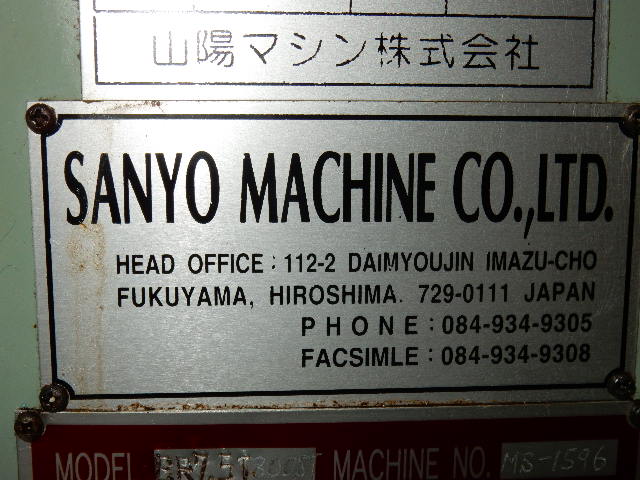 山陽マシン株式会社
SANYO MACHINE CO.,LTD.
HEAD OFFICE : 112-2 DAIMYOUJIN IMAZU-CHO
FUKUYAMA, HIROSHIMA. 729-0111 JAPAN
PHONE : 084-934-9305
FACSIMLE : 084-934-9308
MODEL MACHINE NO. MS-1596